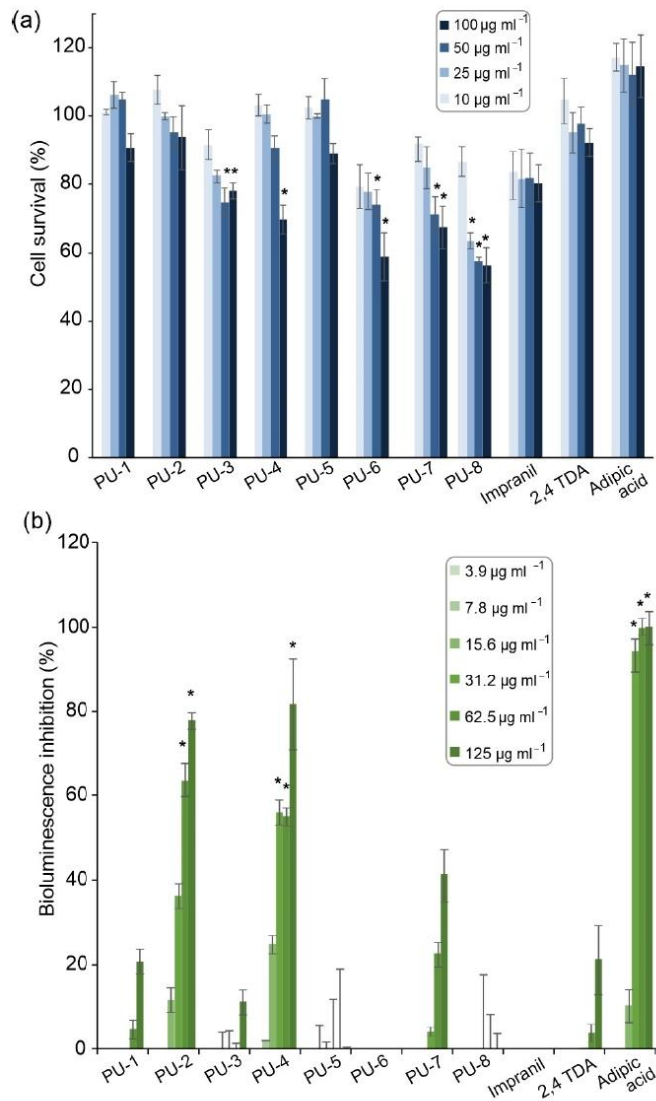 (a)
120
100
80
60
40
20
0
Cell survival (%)
100 µg ml⁻¹
50 µg ml⁻¹
25 µg ml⁻¹
10 µg ml⁻¹
**
*
*
*
*
*
*
*
*
PU-1
PU-2
PU-3
PU-4
PU-5
PU-6
PU-7
PU-8
Impranil
2,4 TDA
Adipic
acid
(b)
120
100
80
60
40
20
0
Bioluminescence inhibition (%)
3.9 µg ml⁻¹
7.8 µg ml⁻¹
15.6 µg ml⁻¹
31.2 µg ml⁻¹
62.5 µg ml⁻¹
125 µg ml⁻¹
*
*
*
*
*
*
*
*
PU-1
PU-2
PU-3
PU-4
PU-5
PU-6
PU-7
PU-8
Impranil
2,4 TDA
Adipic
acid